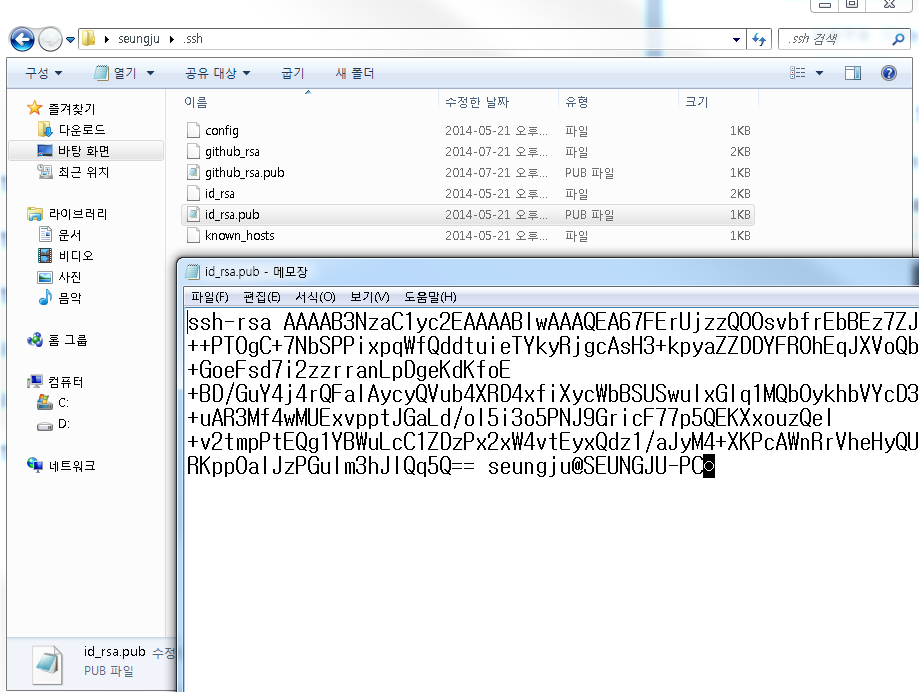 seungju ▸ .ssh
.ssh 검색
구성 열기 공유 대상 굽기 새 폴더
이름 수정한 날짜 유형 크기
즐겨찾기
다운로드
바탕 화면
최근 위치
라이브러리
문서
비디오
사진
음악
홈 그룹
컴퓨터
C:
D:
네트워크
config 2014-05-21 오후... 파일 1KB
github_rsa 2014-07-21 오후... 파일 2KB
github_rsa.pub 2014-07-21 오후... PUB 파일 1KB
id_rsa 2014-05-21 오후... 파일 2KB
id_rsa.pub 2014-05-21 오후... PUB 파일 1KB
known_hosts 2014-05-21 오후... 파일 1KB
id_rsa.pub - 메모장
파일(F) 편집(E) 서식(O) 보기(V) 도움말(H)
ssh-rsa AAAAB3NzaC1yc2EAAAABIwAAAQEA67FErUjzzQOOsvbfrEbBEz7ZJ
++PTOgC+7NbSPPixpqWfQddtuieTYkyRjgcAsH3+kpyaZZDDYFROhEqJXVoQb
+GoeFsd7i2zzrranLpDgeKdKfoE
+BD/GuY4j4rQFalAycyQVub4XRD4xfiXycWbBSUSwulxGlq1MQbOykhbVYcD3
+uAR3Mf4wMUExvpptJGaLd/ol5i3o5PNJ9GricF77p5QEKXxouzQeI
+v2tmpPtEQg1YBWuLcC1ZDzPx2xW4vtEyxQdz1/aJyM4+XKPcAWnRrVheHyQU
RKppOalJzPGulm3hJlQq5Q== seungju@SEUNGJU-PC
id_rsa.pub 수정
PUB 파일